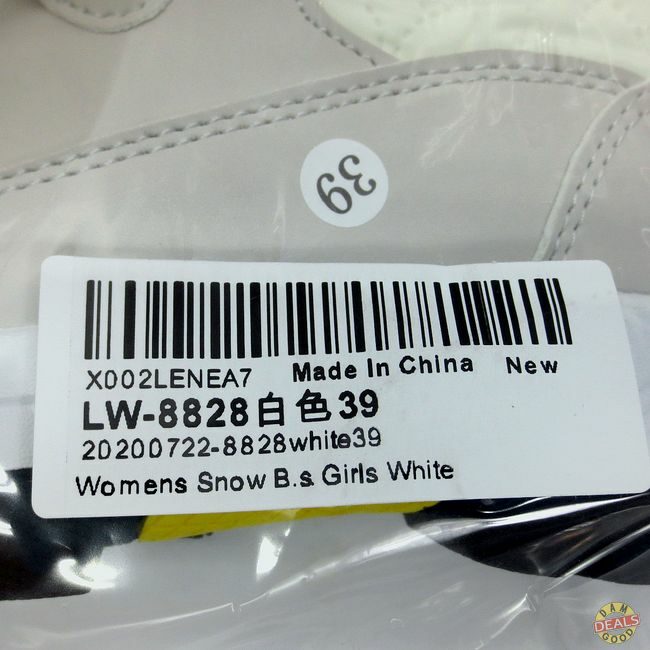 39
X002LENEA7 Made In China New
LW-8828白色39
20200722-8828white39
Womens Snow B.s Girls White
DAM
DEALS
GOOD